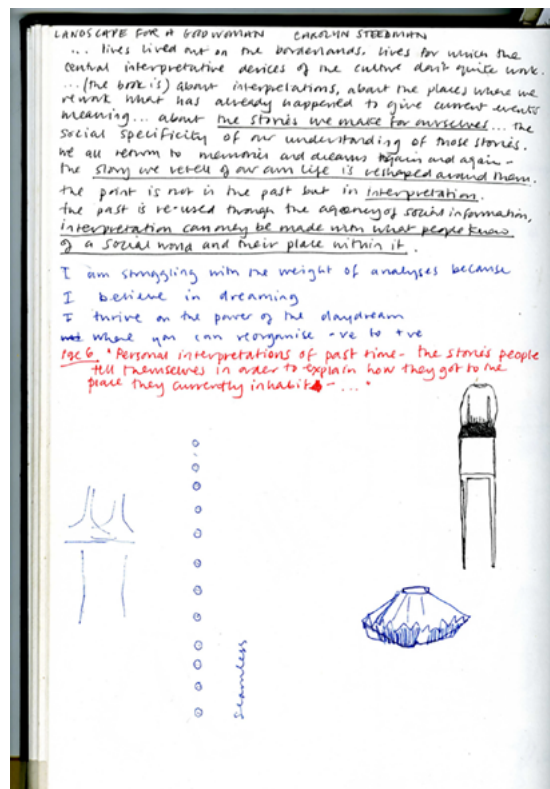 LANDSCAPE FOR A GOOD WOMAN CAROLYN STEEDMAN
... lives lived out on the borderlands. lives for which the
central interpretative devices of the culture don't quite work.
... (the book is) about interpretations, about the places where we
rework what has already happened to give current events
meaning ... about the stories we make for ourselves ... the
social specificity of our understanding of those stories.
we all return to memories and dreams again and again -
the story we retell of our own life is reshaped around them.
the point is not in the past but in interpretation.
the past is re-used through the agency of social information,
interpretation can only be made with what people know
of a social world and their place within it.
I am struggling with the weight of analyses because
I believe in dreaming
I thrive on the power of the daydream
where you can reorganise -ve to +ve
6. "Personal interpretations of past time - the stories people
tell themselves in order to explain how they got to the
place they currently inhabit - ... "
seamless